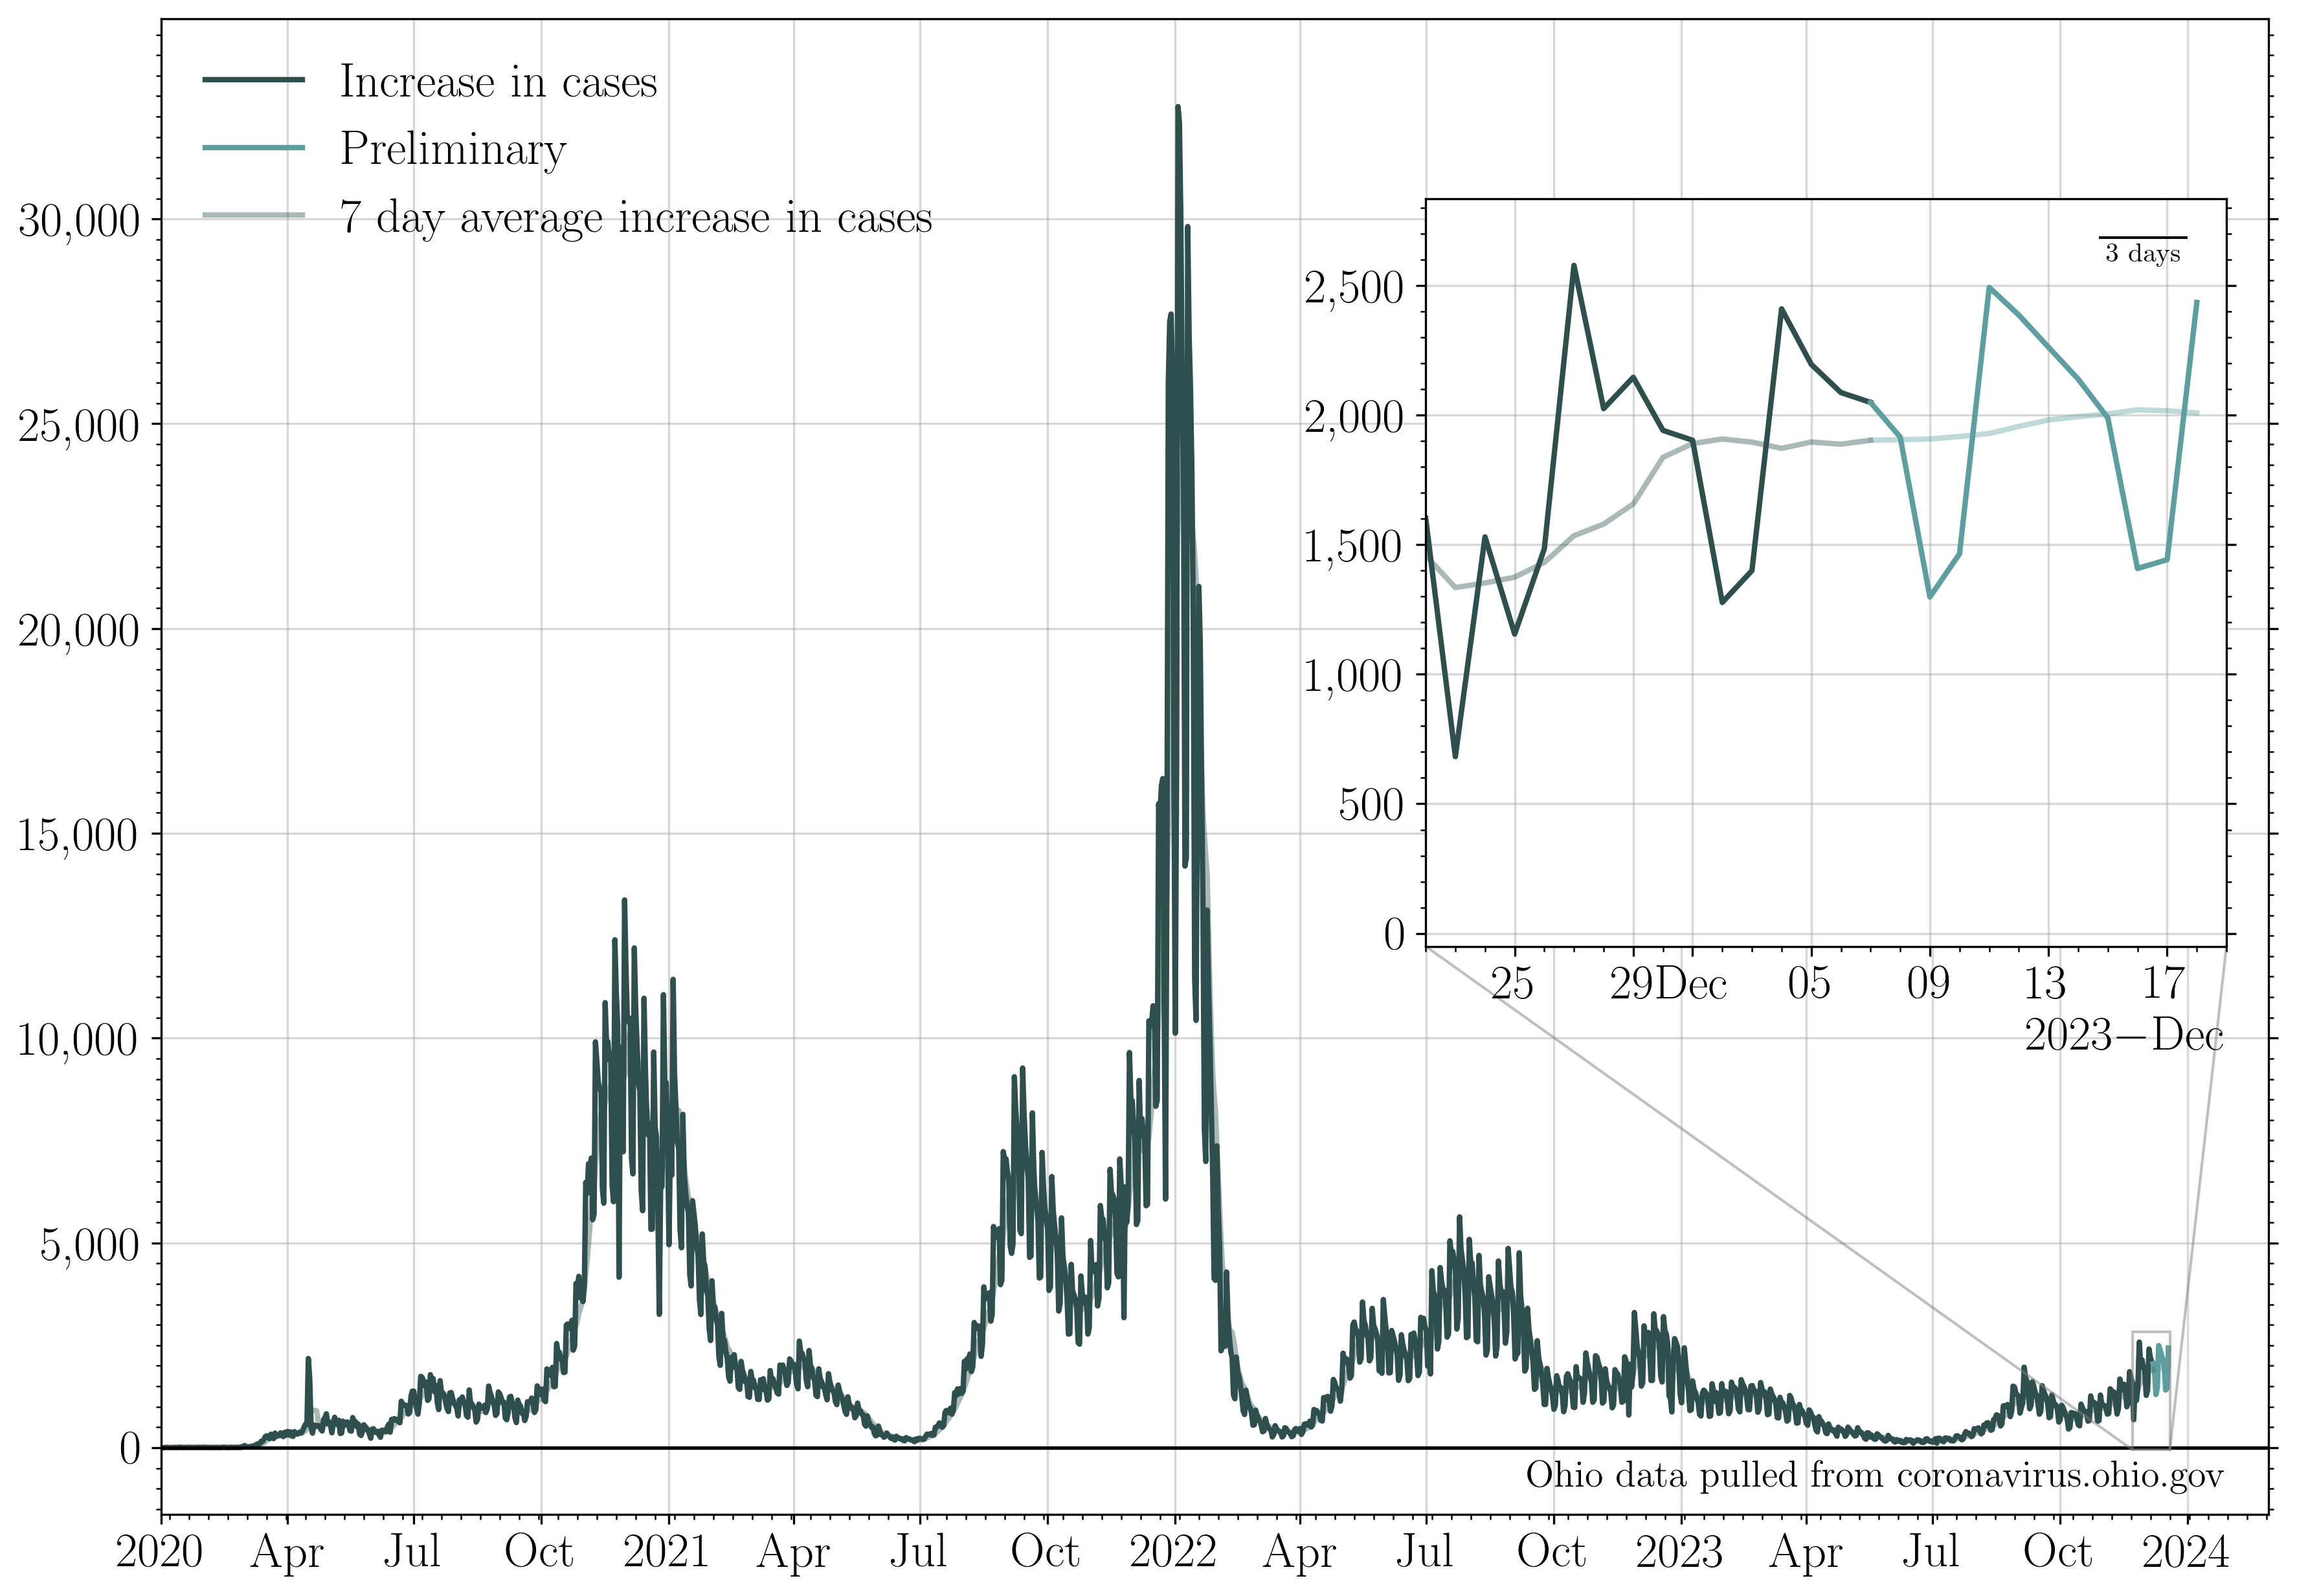 Increase in cases
Preliminary
7 day average increase in cases
30,000
25,000
20,000
15,000
10,000
5,000
0
2020 Apr Jul Oct 2021 Apr Jul Oct 2022 Apr Jul Oct 2023 Apr Jul Oct 2024
3 days
2,500
2,000
1,500
1,000
500
0
25 29Dec 05 09 13 17
2023—Dec
Ohio data pulled from coronavirus.ohio.gov